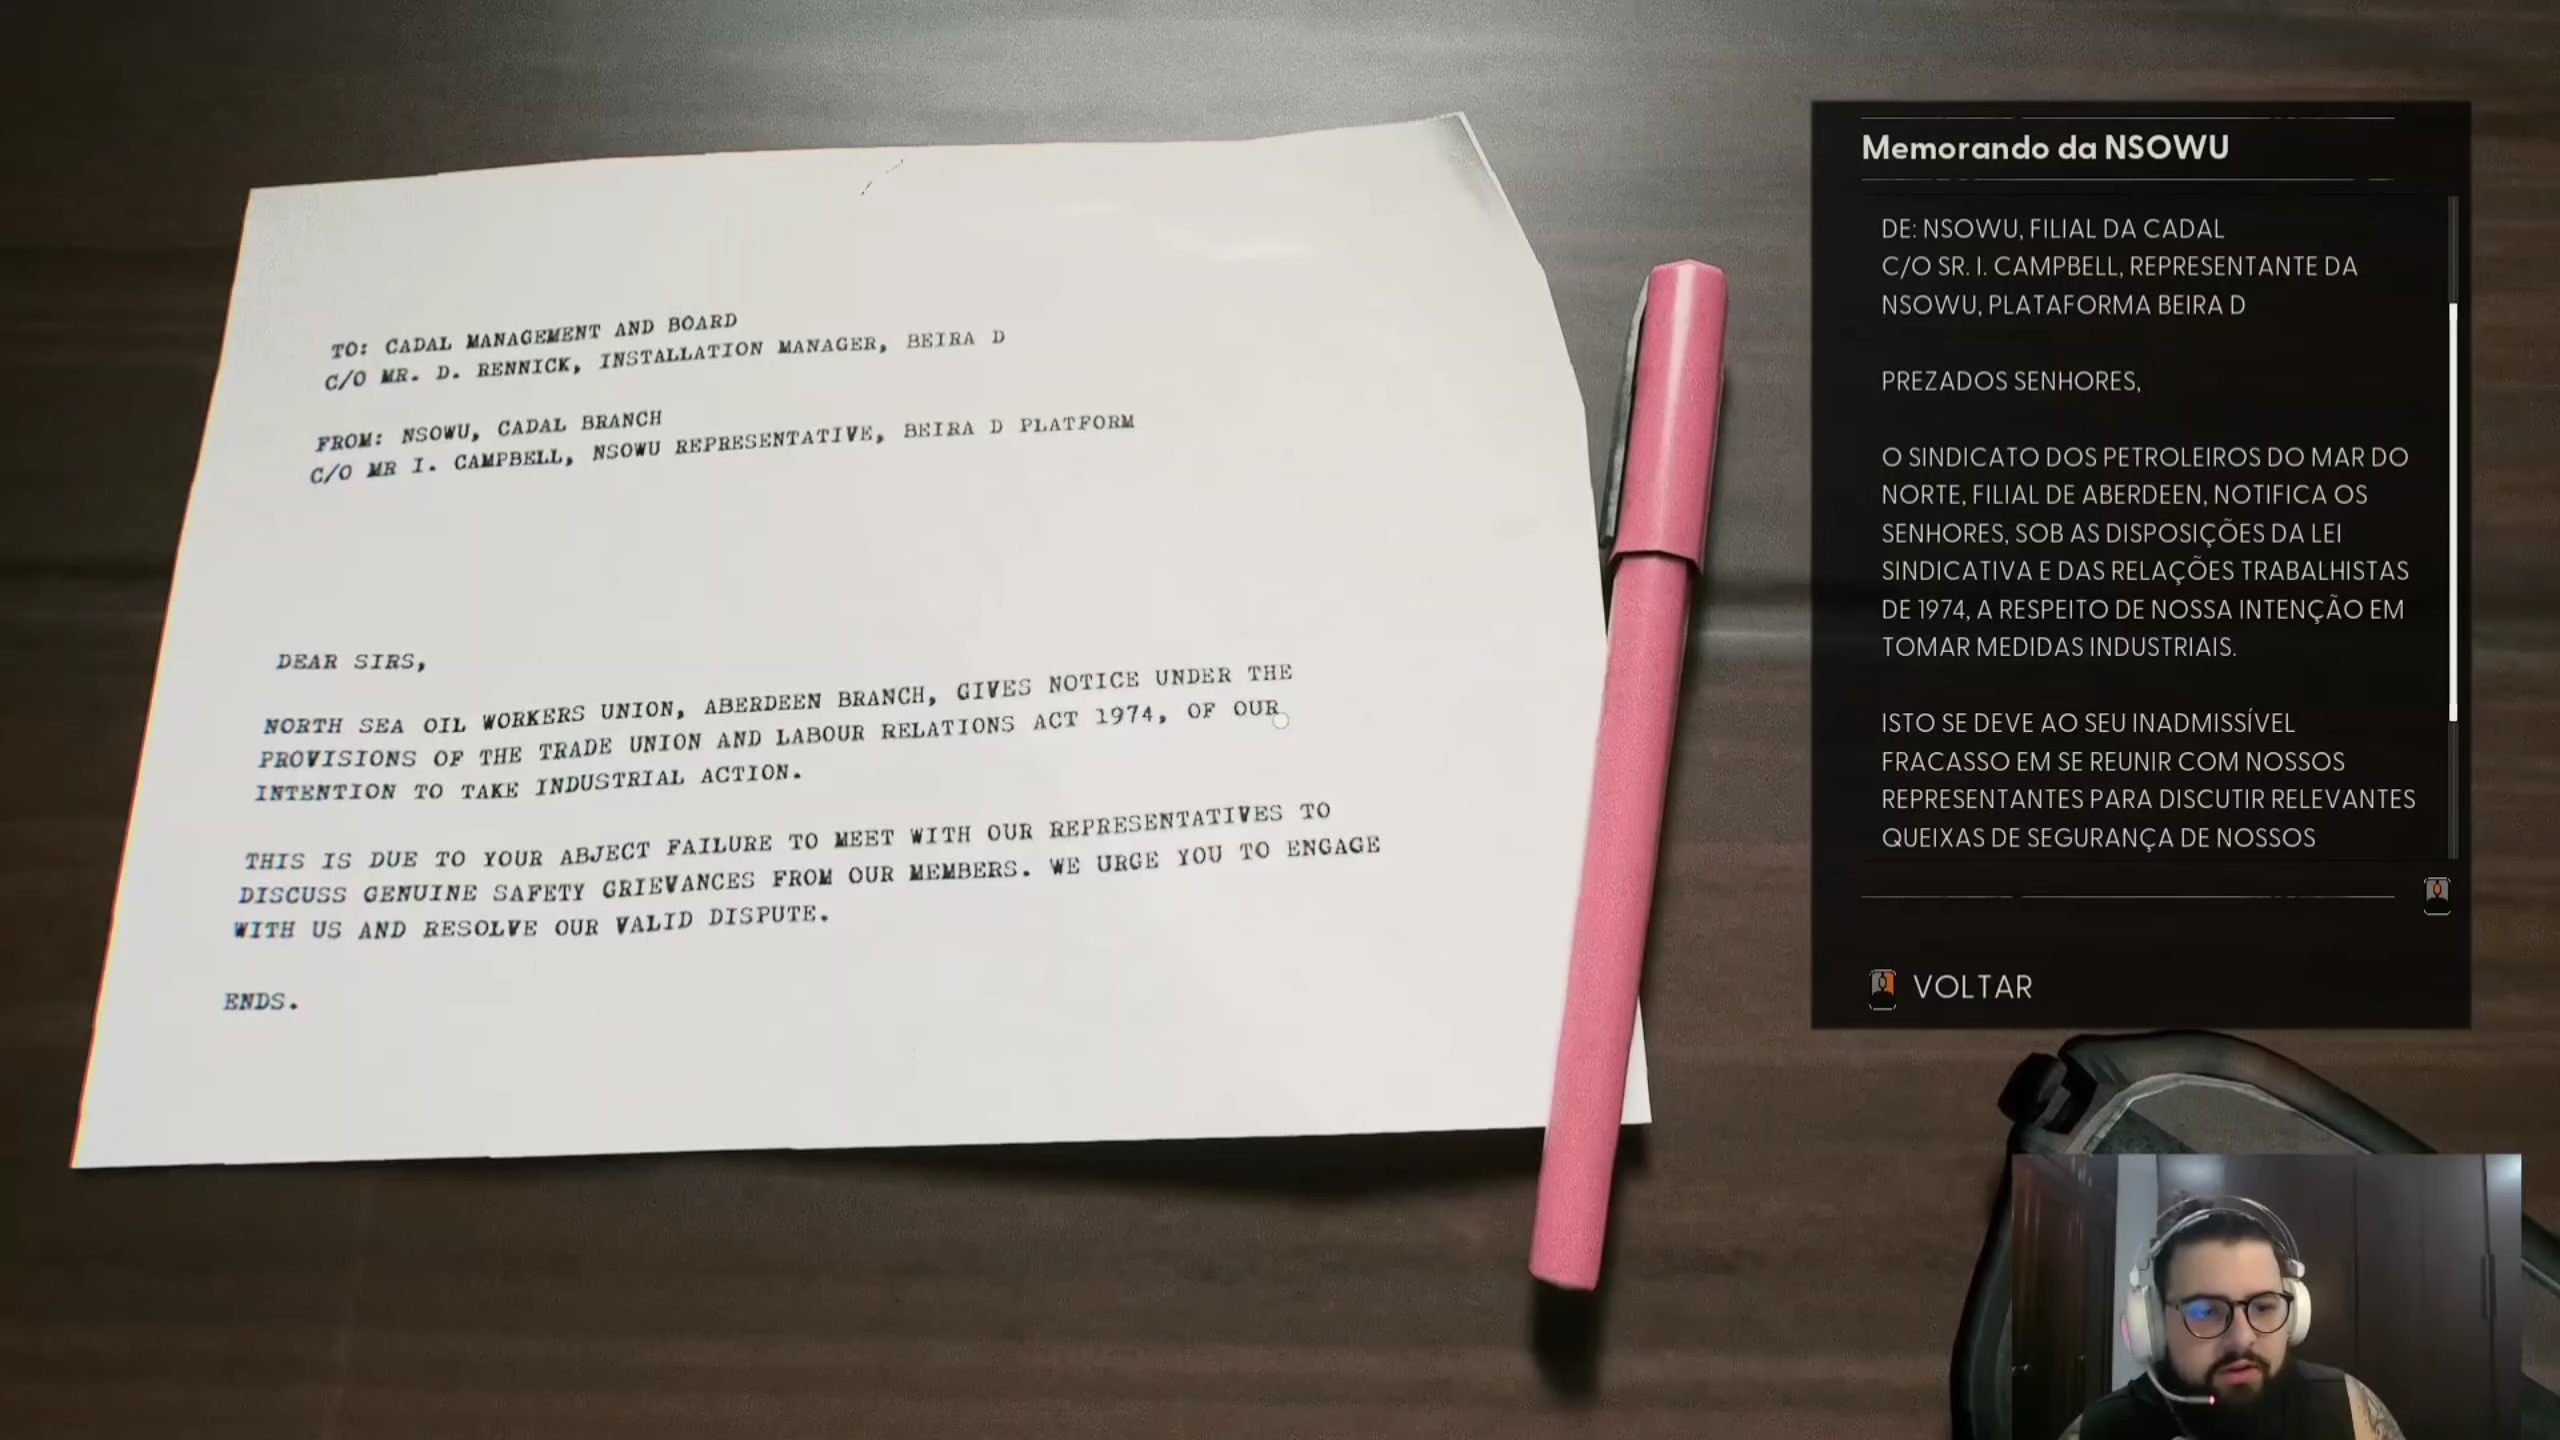 TO: CADAL MANAGEMENT AND BOARD
C/O MR. D. RENNICK, INSTALLATION MANAGER, BEIRA D
FROM: NSOWU, CADAL BRANCH
C/O MR I. CAMPBELL, NSOWU REPRESENTATIVE, BEIRA D PLATFORM
DEAR SIRS,
NORTH SEA OIL WORKERS UNION, ABERDEEN BRANCH, GIVES NOTICE UNDER THE
PROVISIONS OF THE TRADE UNION AND LABOUR RELATIONS ACT 1974, OF OUR
INTENTION TO TAKE INDUSTRIAL ACTION.
THIS IS DUE TO YOUR ABJECT FAILURE TO MEET WITH OUR REPRESENTATIVES TO
DISCUSS GENUINE SAFETY GRIEVANCES FROM OUR MEMBERS. WE URGE YOU TO ENGAGE
WITH US AND RESOLVE OUR VALID DISPUTE.
ENDS.
Memorando da NSOWU
DE: NSOWU, FILIAL DA CADAL
C/O SR. I. CAMPBELL, REPRESENTANTE DA
NSOWU, PLATAFORMA BEIRA D
PREZADOS SENHORES,
O SINDICATO DOS PETROLEIROS DO MAR DO
NORTE, FILIAL DE ABERDEEN, NOTIFICA OS
SENHORES, SOB AS DISPOSIÇÕES DA LEI
SINDICATIVA E DAS RELAÇÕES TRABALHISTAS
DE 1974, A RESPEITO DE NOSSA INTENÇÃO EM
TOMAR MEDIDAS INDUSTRIAIS.
ISTO SE DEVE AO SEU INADMISSÍVEL
FRACASSO EM SE REUNIR COM NOSSOS
REPRESENTANTES PARA DISCUTIR RELEVANTES
QUEIXAS DE SEGURANÇA DE NOSSOS
VOLTAR